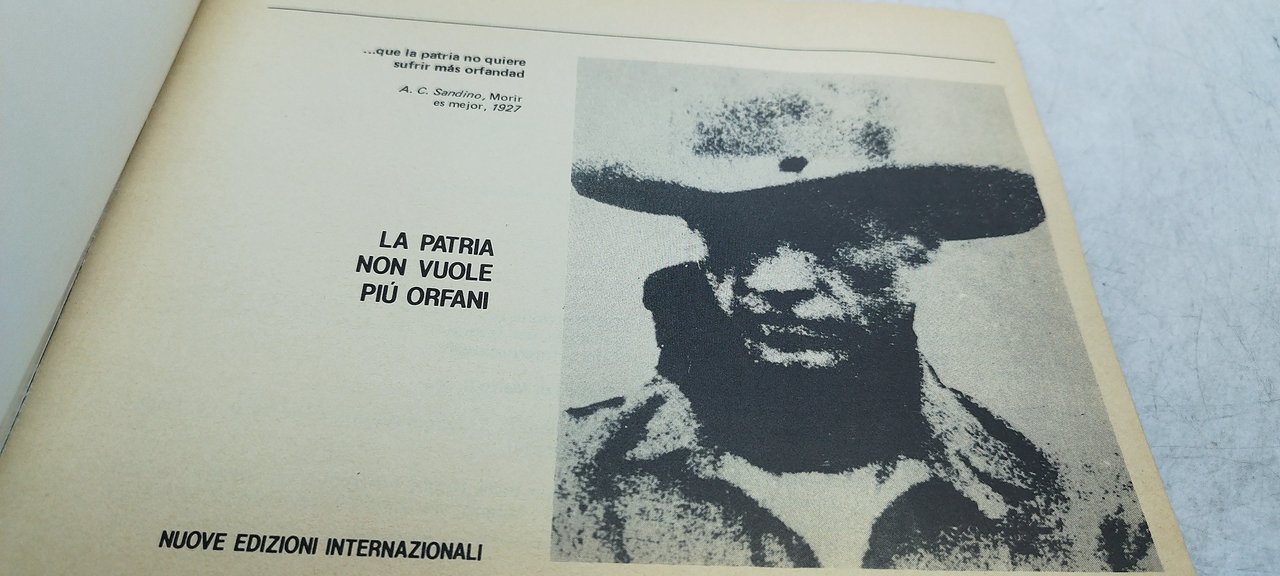 ...que la patria no quiere
sufrir más orfandad
A. C. Sandino, Morir
es mejor, 1927
LA PATRIA
NON VUOLE
PIÚ ORFANI
NUOVE EDIZIONI INTERNAZIONALI